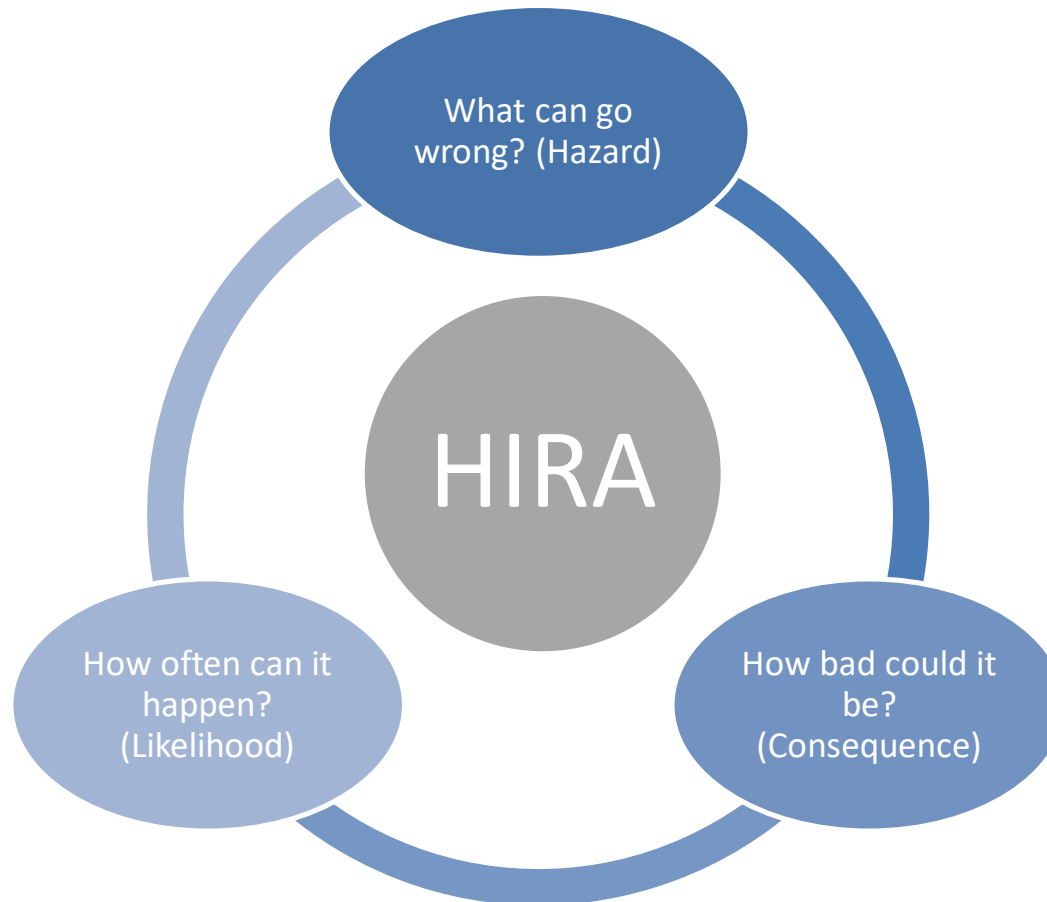 What can go
wrong? (Hazard)
HIRA
How often can it
happen?
(Likelihood)
How bad could it
be?
(Consequence)